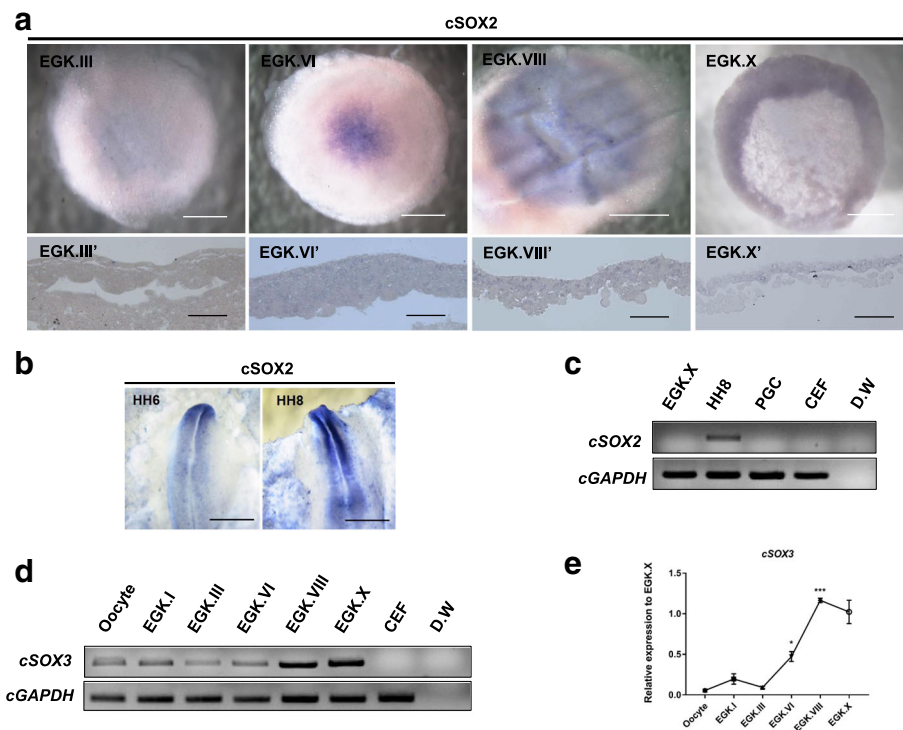 a
cSOX2
EGK.III
EGK.VI
EGK.VIII
EGK.X
EGK.III'
EGK.VI'
EGK.VIII'
EGK.X'
b
cSOX2
HH6
HH8
c
EGK.X
HH8
PGC
CEF
D.W
cSOX2
cGAPDH
d
Oocyte
EGK.I
EGK.III
EGK.VI
EGK.VIII
EGK.X
CEF
D.W
cSOX3
cGAPDH
e
cSOX3
Relative expression to EGK.X
1.5
1.0
0.5
0.0
*
***
Oocyte
EGK.I
EGK.III
EGK.VI
EGK.VIII
EGK.X